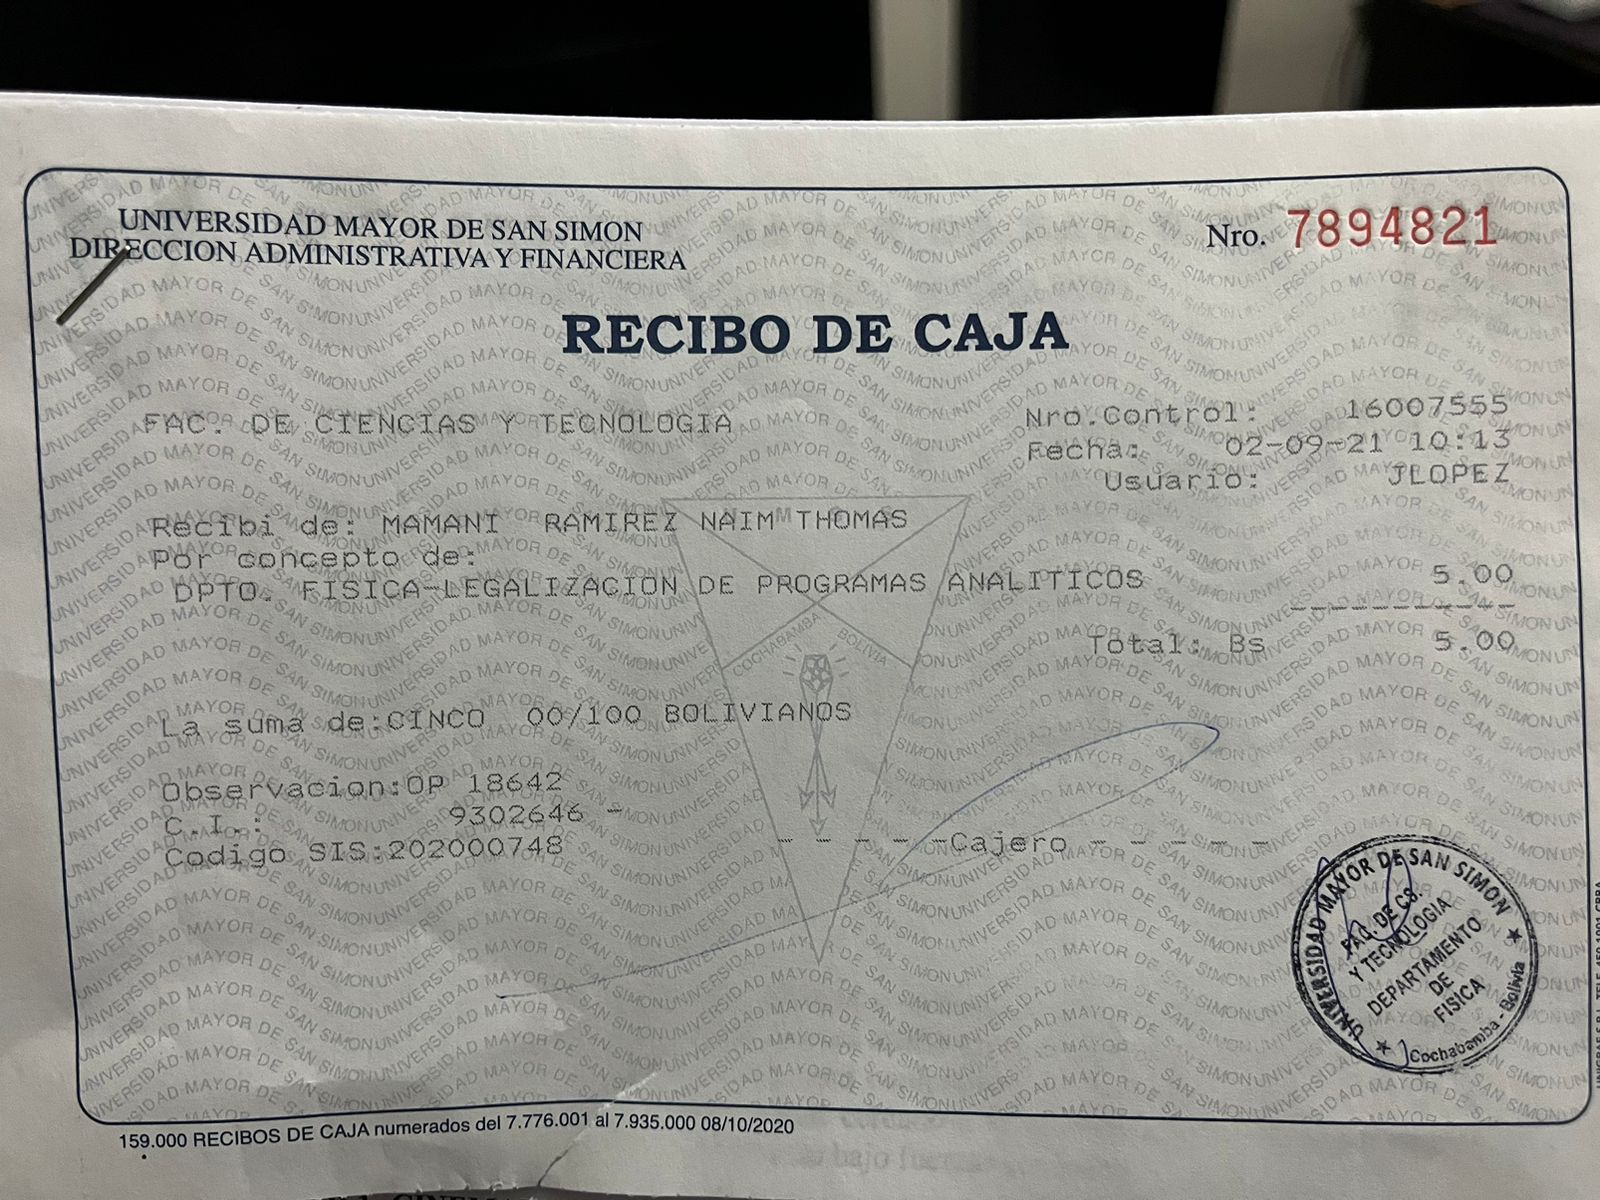 UNIVERSIDAD MAYOR DE SAN SIMON
DIRECCION ADMINISTRATIVA Y FINANCIERA
Nro. 7894821
RECIBO DE CAJA
FAC. DE CIENCIAS Y TECNOLOGIA
Nro.Control: 16007555
Fecha: 02-09-21 10:13
Usuario: JLOPEZ
Recibi de: MAMANI RAMIREZ NAIM THOMAS
Por concepto de:
DPTO. FISICA-LEGALIZACION DE PROGRAMAS ANALITICOS 5.00
Total: Bs 5.00
COCHABAMBA BOLIVIA
La suma de:CINCO 00/100 BOLIVIANOS
Observacion:OP 18642
C.I.: 9302646 -
Codigo SIS:202000748
- - - - -Cajero - - - - -
UNIVERSIDAD MAYOR DE SAN SIMON
FAC. DE CS.
Y TECNOLOGIA
DEPARTAMENTO
DE
FISICA
Cochabamba - Bolivia
159.000 RECIBOS DE CAJA numerados del 7.776.001 al 7.935.000 08/10/2020